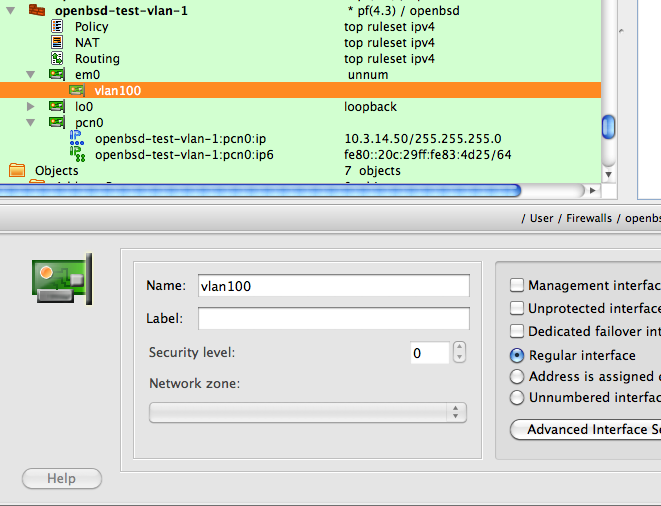 openbsd-test-vlan-1 * pf(4.3) / openbsd
Policy top ruleset ipv4
NAT top ruleset ipv4
Routing top ruleset ipv4
em0 unnum
vlan100
lo0 loopback
pcn0
openbsd-test-vlan-1:pcn0:ip 10.3.14.50/255.255.255.0
openbsd-test-vlan-1:pcn0:ip6 fe80::20c:29ff:fe83:4d25/64
Objects 7 objects
/ User / Firewalls / openbs
Name: vlan100
Label:
Security level: 0
Network zone:
Management interfac
Unprotected interface
Dedicated failover int
Regular interface
Address is assigned d
Unnumbered interfac
Advanced Interface Se
Help